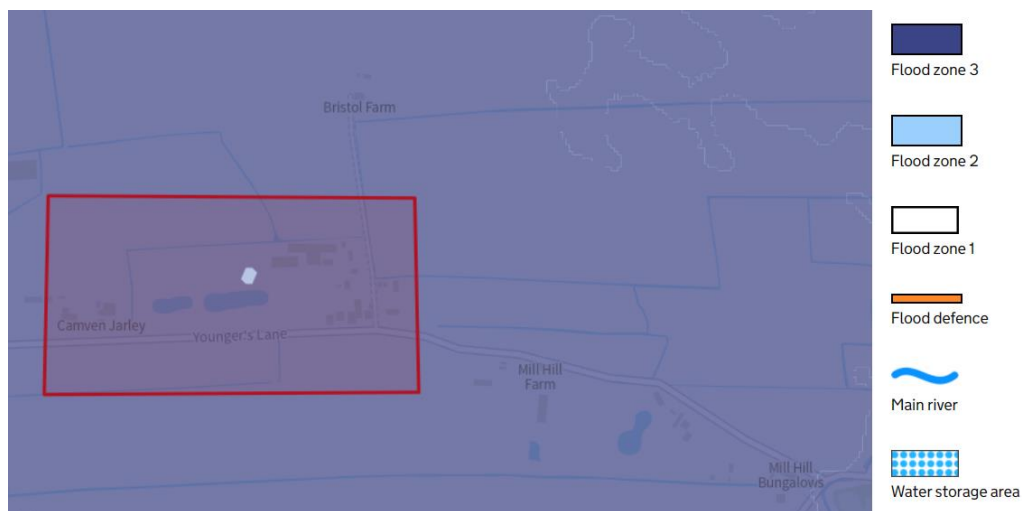 Bristol Farm
Camven Jarley
Younger's Lane
Mill Hill
Farm
Mill Hill
Bungalows
Flood zone 3
Flood zone 2
Flood zone 1
Flood defence
Main river
Water storage area